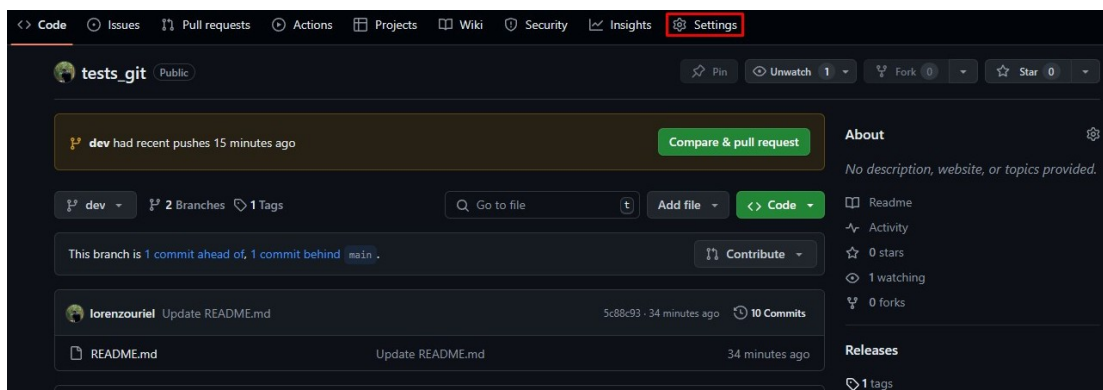 <> Code Issues Pull requests Actions Projects Wiki Security Insights Settings
tests_git Public Pin Unwatch 1 Fork 0 Star 0
dev had recent pushes 15 minutes ago Compare & pull request
dev 2 Branches 1 Tags Go to file t Add file <> Code
This branch is 1 commit ahead of, 1 commit behind main . Contribute
lorenzouriel Update README.md 5c88c93 · 34 minutes ago 10 Commits
README.md Update README.md 34 minutes ago
About
No description, website, or topics provided.
Readme
Activity
0 stars
1 watching
0 forks
Releases
1 tags